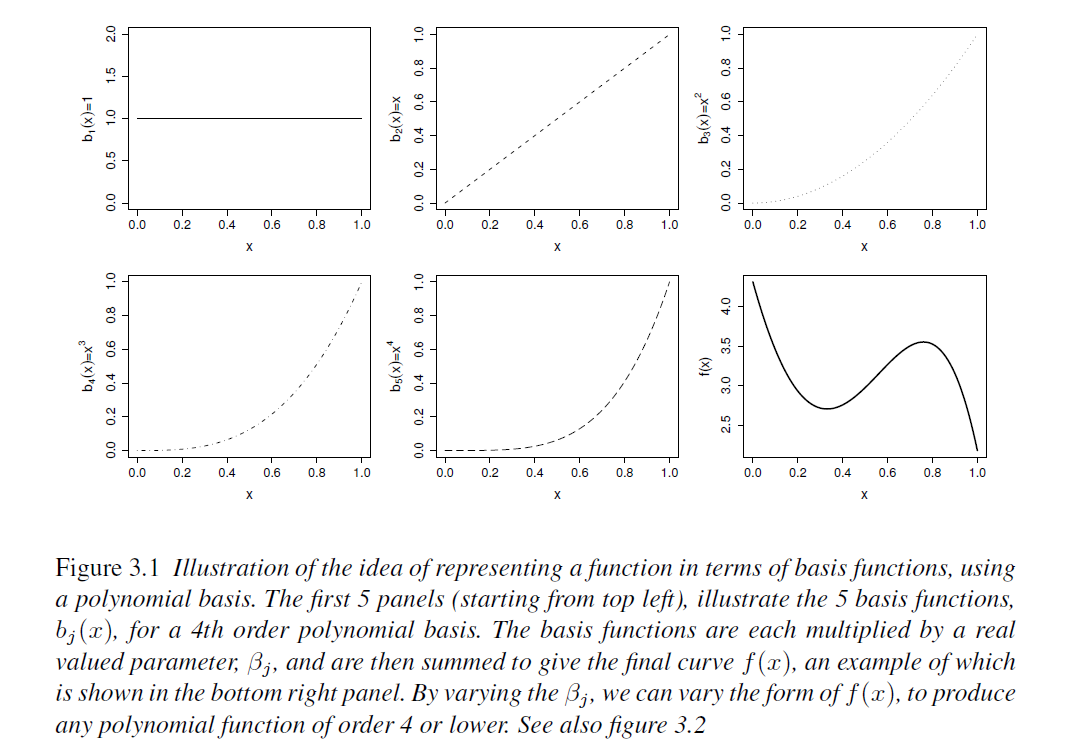 b1(x)=1
0.0 0.5 1.0 1.5 2.0
0.0 0.2 0.4 0.6 0.8 1.0
x
b2(x)=x
0.0 0.2 0.4 0.6 0.8 1.0
0.0 0.2 0.4 0.6 0.8 1.0
x
b3(x)=x²
0.0 0.2 0.4 0.6 0.8 1.0
0.0 0.2 0.4 0.6 0.8 1.0
x
b4(x)=x³
0.0 0.2 0.4 0.6 0.8 1.0
0.0 0.2 0.4 0.6 0.8 1.0
x
b5(x)=x⁴
0.0 0.2 0.4 0.6 0.8 1.0
0.0 0.2 0.4 0.6 0.8 1.0
x
f(x)
2.5 3.0 3.5 4.0
0.0 0.2 0.4 0.6 0.8 1.0
x
Figure 3.1 Illustration of the idea of representing a function in terms of basis functions, using
a polynomial basis. The first 5 panels (starting from top left), illustrate the 5 basis functions,
bj(x), for a 4th order polynomial basis. The basis functions are each multiplied by a real
valued parameter, βj, and are then summed to give the final curve f(x), an example of which
is shown in the bottom right panel. By varying the βj, we can vary the form of f(x), to produce
any polynomial function of order 4 or lower. See also figure 3.2